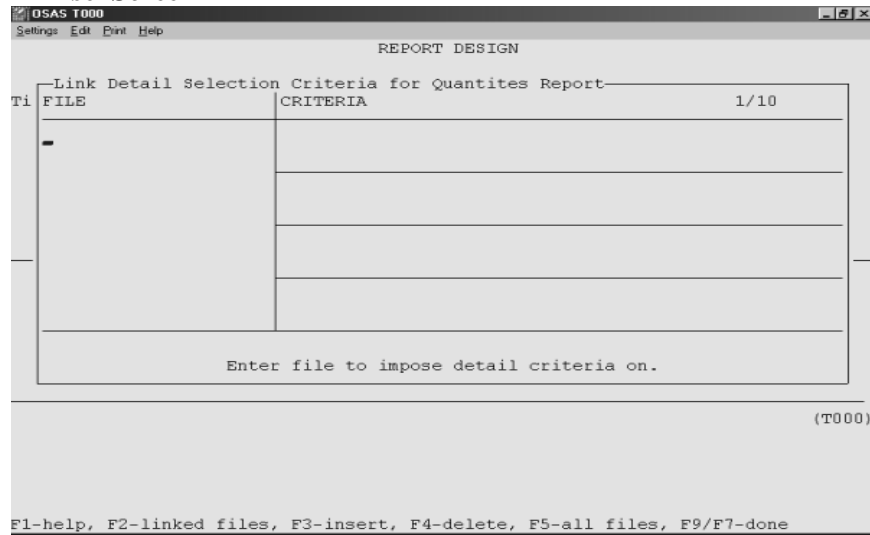 OSAS T000
Settings Edit Print Help
REPORT DESIGN
Link Detail Selection Criteria for Quantites Report
Ti FILE CRITERIA 1/10
Enter file to impose detail criteria on.
(T000)
F1-help, F2-linked files, F3-insert, F4-delete, F5-all files, F9/F7-done